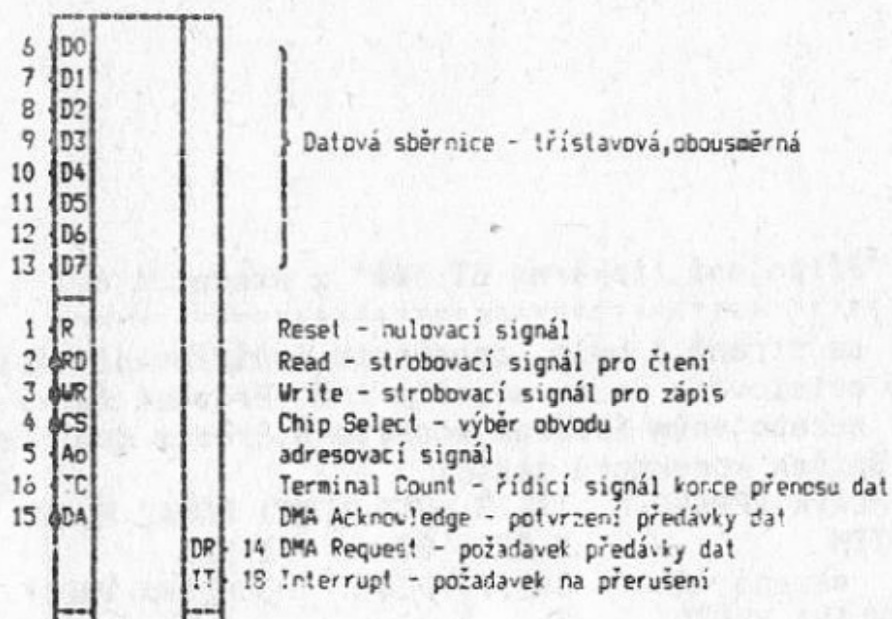 6 D0
7 D1
8 D2
9 D3 Datová sběrnice - třístavová,obousměrná
10 D4
11 D5
12 D6
13 D7
1 R Reset - nulovací signál
2 RD Read - strobovací signál pro čtení
3 WR Write - strobovací signál pro zápis
4 CS Chip Select - výběr obvodu
5 Ao adresovací signál
16 TC Terminal Count - řídící signál konce přenosu dat
15 DA DMA Acknowledge - potvrzení předávky dat
DR 14 DMA Request - požadavek předávky dat
IT 18 Interrupt - požadavek na přerušení